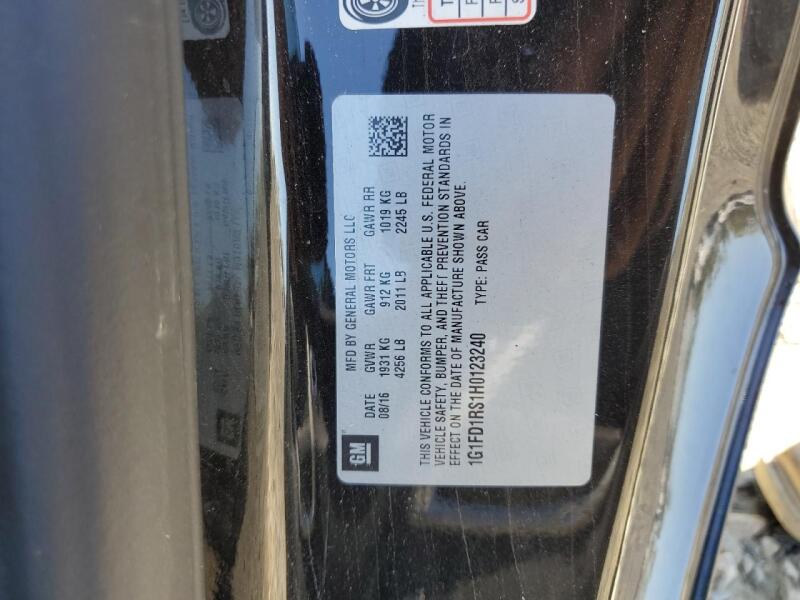 GM
MFD BY GENERAL MOTORS LLC
DATE GVWR GAWR FRT GAWR RR
08/16 1931 KG 912 KG 1019 KG
4256 LB 2011 LB 2245 LB
THIS VEHICLE CONFORMS TO ALL APPLICABLE U.S. FEDERAL MOTOR
VEHICLE SAFETY, BUMPER, AND THEFT PREVENTION STANDARDS IN
EFFECT ON THE DATE OF MANUFACTURE SHOWN ABOVE.
1G1FD1RS1H0123240 TYPE: PASS CAR